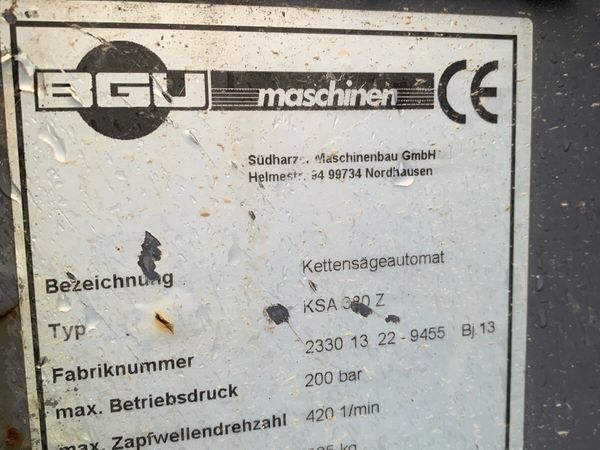 BGU maschinen CE
Südharzer Maschinenbau GmbH
Helmestr. 94 99734 Nordhausen
Bezeichnung Kettensägeautomat
Typ KSA 380 Z
Fabriknummer 2330 13 22 - 9455 Bj.13
max. Betriebsdruck 200 bar
max. Zapfwellendrehzahl 420 1/min
kg